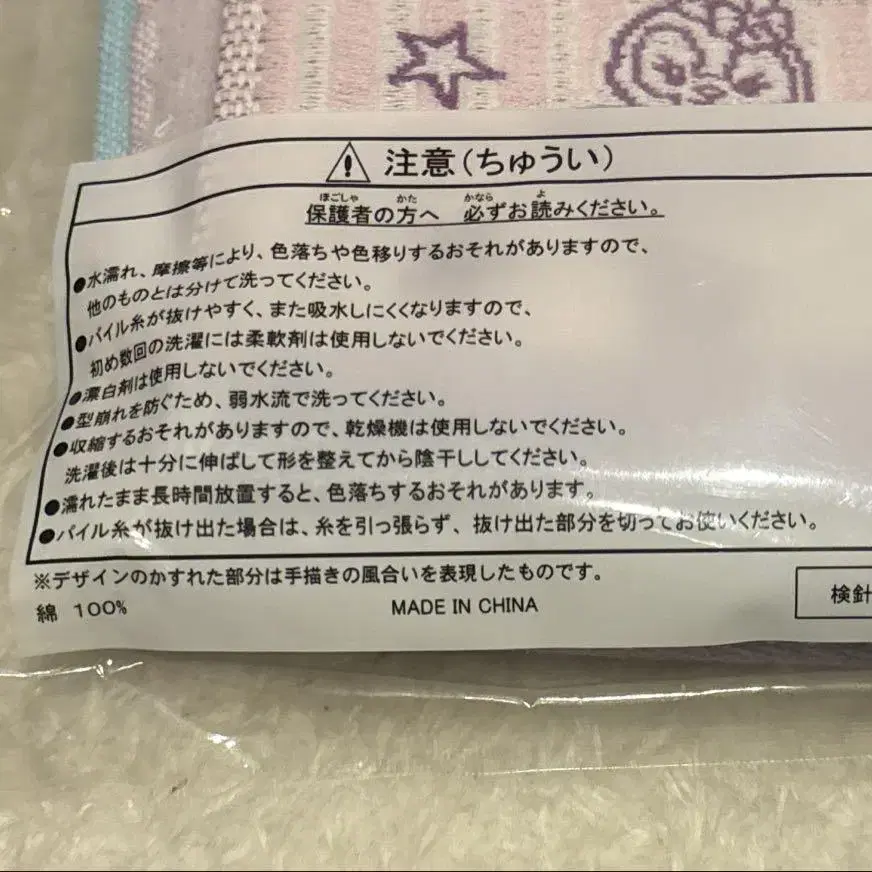 注意(ちゅうい)
保護者の方へ 必ずお読みください。
●水濡れ、摩擦等により、色落ちや色移りするおそれがありますので、
他のものとは分けて洗ってください。
●パイル糸が抜けやすく、また吸水しにくくなりますので、
初め数回の洗濯には柔軟剤は使用しないでください。
●漂白剤は使用しないでください。
●型崩れを防ぐため、弱水流で洗ってください。
●収縮するおそれがありますので、乾燥機は使用しないでください。
洗濯後は十分に伸ばして形を整えてから陰干ししてください。
●濡れたまま長時間放置すると、色落ちするおそれがあります。
●パイル糸が抜け出た場合は、糸を引っ張らず、抜け出た部分を切ってお使いください。
※デザインのかすれた部分は手描きの風合いを表現したものです。
綿 100% MADE IN CHINA 検針